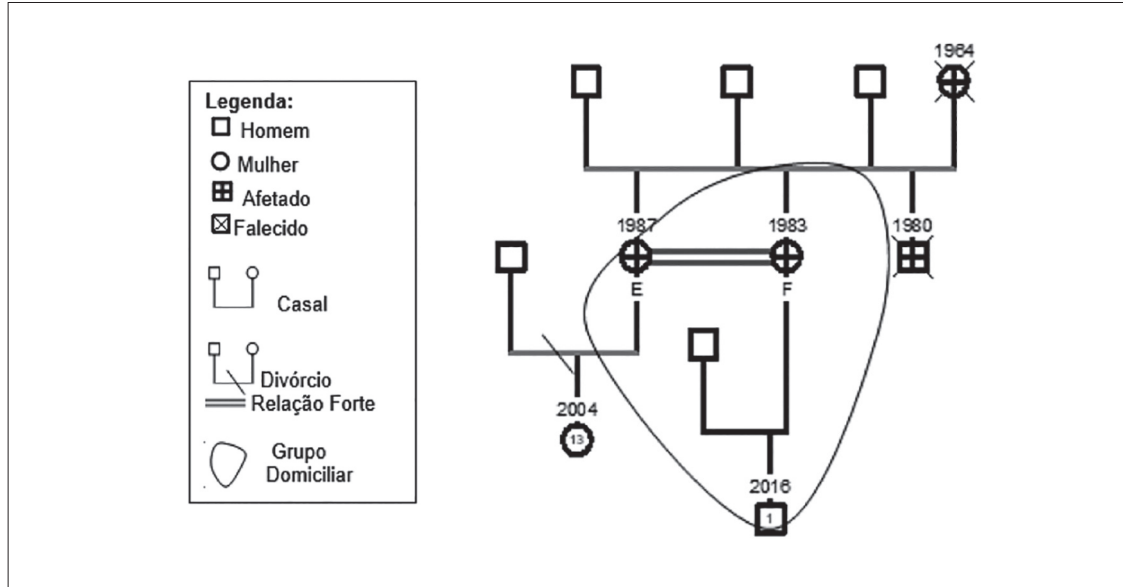 Legenda:
Homem
Mulher
Afetado
Falecido
Casal
Divórcio
Relação Forte
Grupo
Domiciliar
1964
1987
1983
1980
E
F
2004
13
2016
1